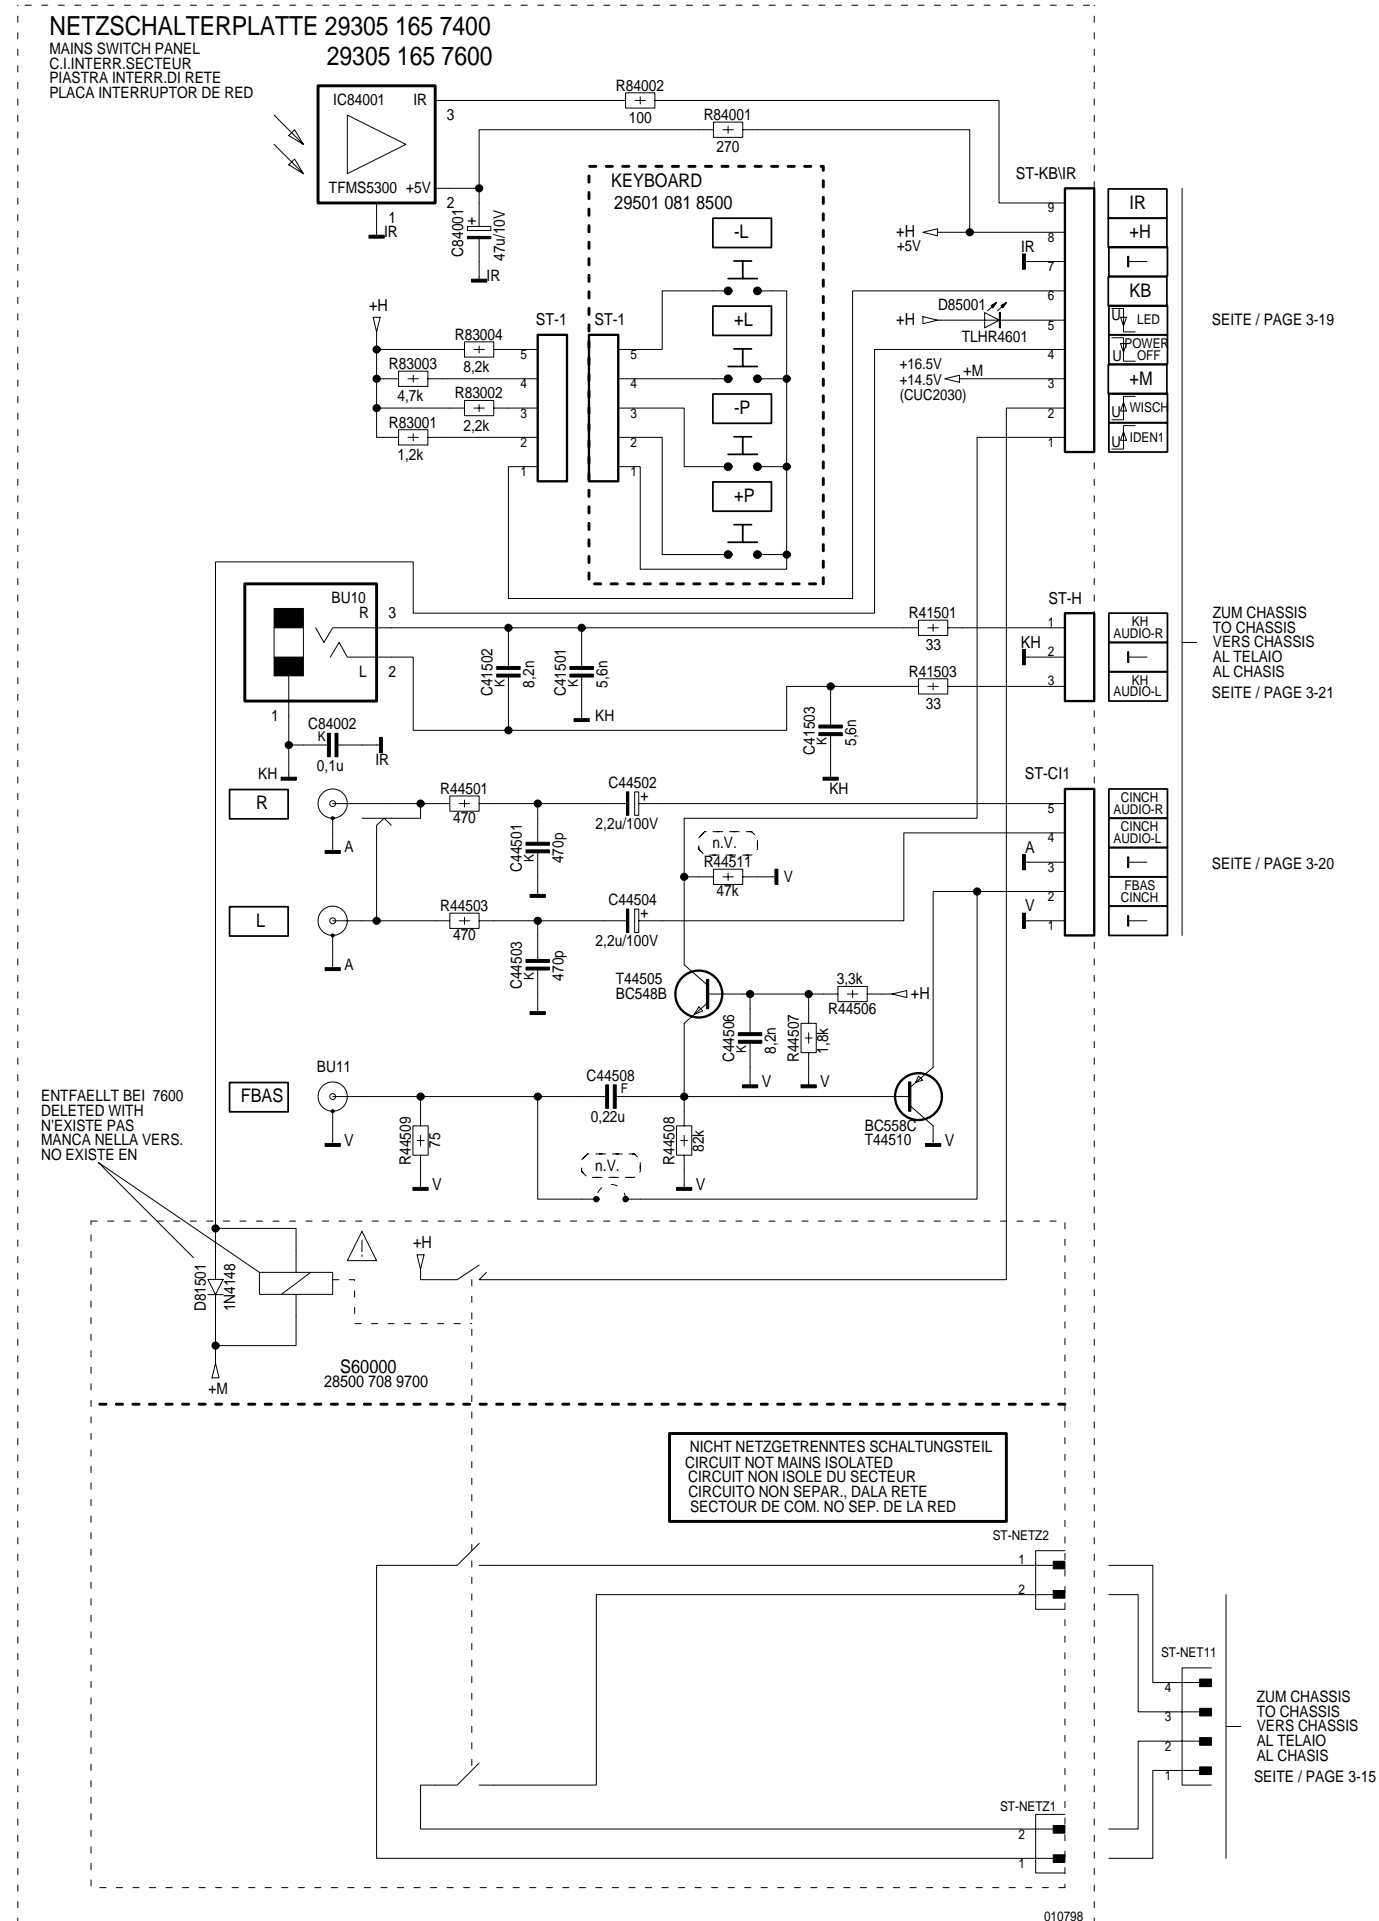 NETZSCHALTERPLATTE 29305 165 7400
29305 165 7600
MAINS SWITCH PANEL
C.I.INTERR.SECTEUR
PIASTRA INTERR.DI RETE
PLACA INTERRUPTOR DE RED
IC84001 IR
3
TFMS5300 +5V
2
1
IR
C84001
47u/10V
+
IR
R84002
100
R84001
270
KEYBOARD
29501 081 8500
-L
+L
-P
+P
ST-KB\IR
9
8
7
6
5
4
3
2
1
IR
+H
KB
U LED
U POWER OFF
+M
U WISCH
U IDEN1
+H
+5V
IR
D85001
+H
TLHR4601
+16.5V
+14.5V +M
(CUC2030)
SEITE / PAGE 3-19
+H
R83004
8,2k
R83003
4,7k
R83002
2,2k
R83001
1,2k
ST-1
5
4
3
2
1
ST-1
5
4
3
2
1
BU10
R 3
L 2
1
C84002
K
0,1u
IR
KH
C41502
K
8,2n
C41501
K
5,6n
KH
R41501
33
R41503
33
C41503
K
5,6n
KH
ST-H
1
KH 2
3
KH
AUDIO-R
KH
AUDIO-L
ZUM CHASSIS
TO CHASSIS
VERS CHASSIS
AL TELAIO
AL CHASIS
SEITE / PAGE 3-21
R
A
R44501
470
C44501
K
470p
C44502
+
2,2u/100V
L
A
R44503
470
C44503
K
470p
C44504
+
2,2u/100V
n.V.
R44511
47k
V
ST-CI1
5
4
A 3
2
V 1
CINCH
AUDIO-R
CINCH
AUDIO-L
FBAS
CINCH
SEITE / PAGE 3-20
T44505
BC548B
3,3k
R44506
+H
C44506
K
8,2n
V
R44507
1,8k
V
BC558C
T44510
V
FBAS
BU11
V
R44509
75
V
C44508
F
0,22u
R44508
82k
V
n.V.
ENTFAELLT BEI 7600
DELETED WITH
N'EXISTE PAS
MANCA NELLA VERS.
NO EXISTE EN
D81501
1N4148
+M
+H
S60000
28500 708 9700
NICHT NETZGETRENNTES SCHALTUNGSTEIL
CIRCUIT NOT MAINS ISOLATED
CIRCUIT NON ISOLE DU SECTEUR
CIRCUITO NON SEPAR., DALA RETE
SECTOUR DE COM. NO SEP. DE LA RED
ST-NETZ2
1
2
ST-NET11
4
3
2
1
ZUM CHASSIS
TO CHASSIS
VERS CHASSIS
AL TELAIO
AL CHASIS
SEITE / PAGE 3-15
ST-NETZ1
2
1
010798